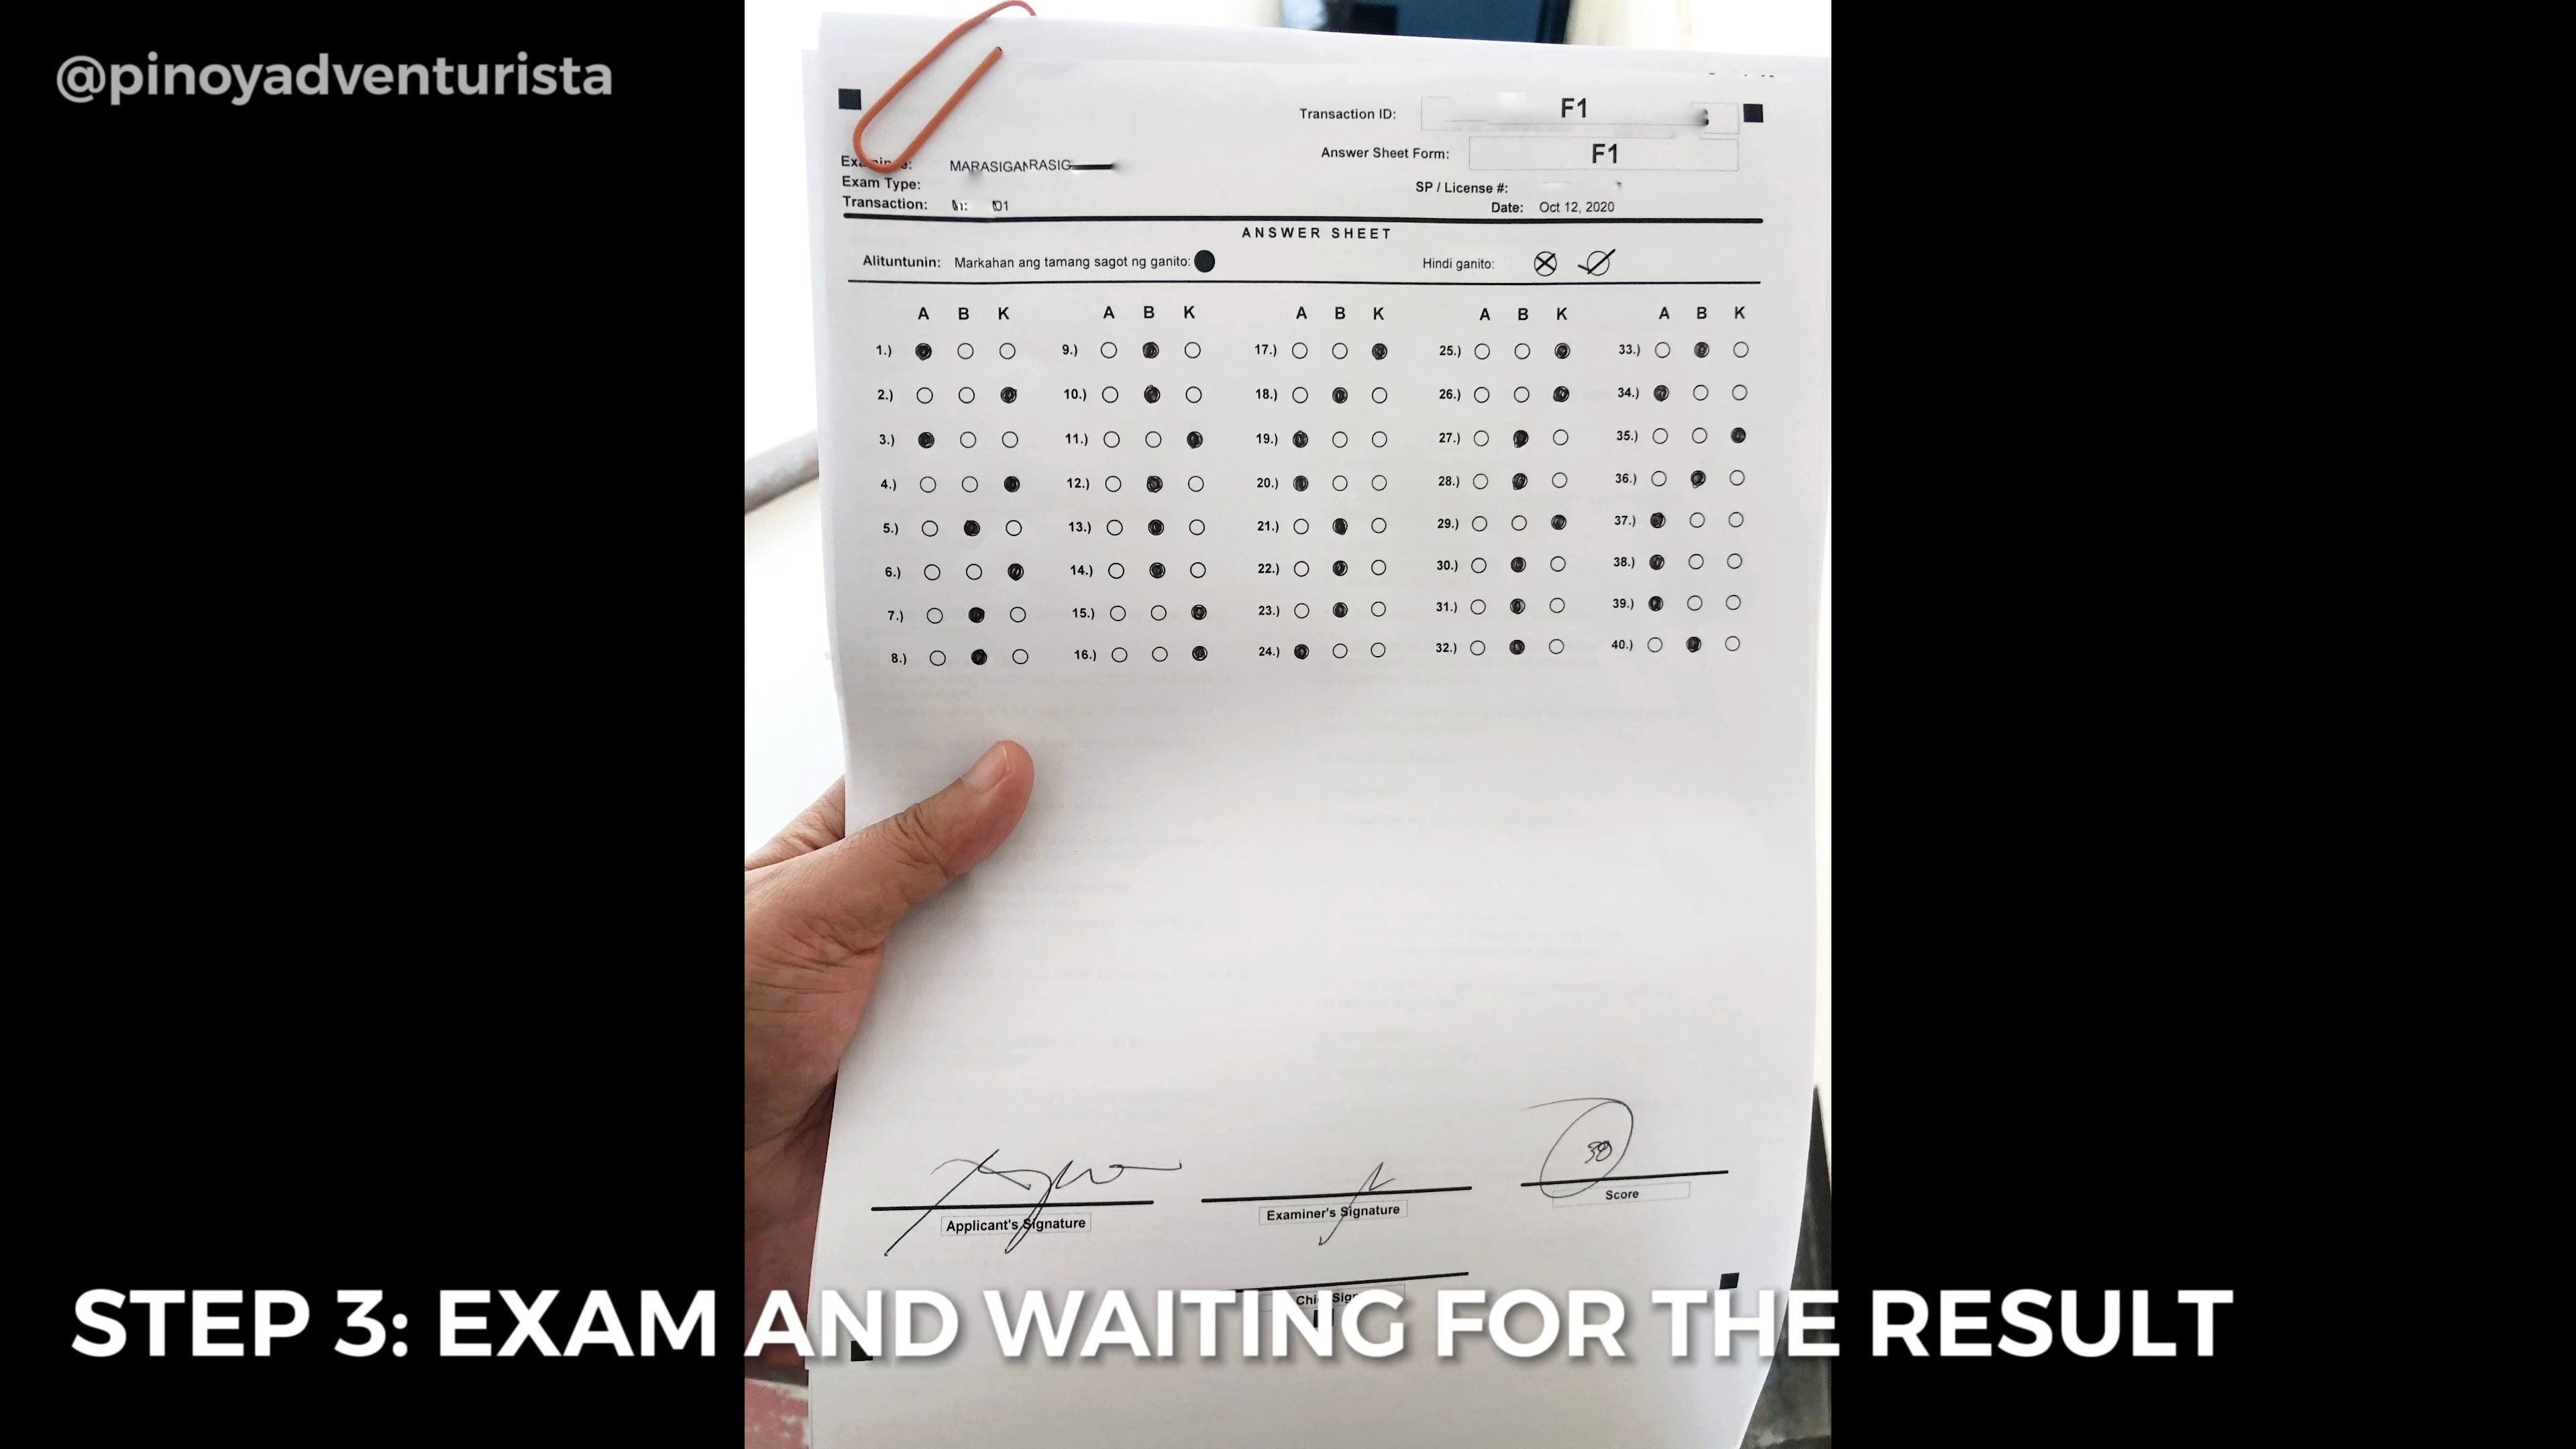 @pinoyadventurista
Transaction ID: F1
Answer Sheet Form: F1
MARASIGANRASIG
Exam Type:
SP / License #:
Transaction: D1
Date: Oct 12, 2020
ANSWER SHEET
Alituntunin: Markahan ang tamang sagot ng ganito:
Hindi ganito:
A B K A B K A B K A B K A B K
1.) 9.) 17.) 25.) 33.)
2.) 10.) 18.) 26.) 34.)
3.) 11.) 19.) 27.) 35.)
4.) 12.) 20.) 28.) 36.)
5.) 13.) 21.) 29.) 37.)
6.) 14.) 22.) 30.) 38.)
7.) 15.) 23.) 31.) 39.)
8.) 16.) 24.) 32.) 40.)
38
Applicant's Signature Examiner's Signature Score
STEP 3: EXAM AND WAITING FOR THE RESULT